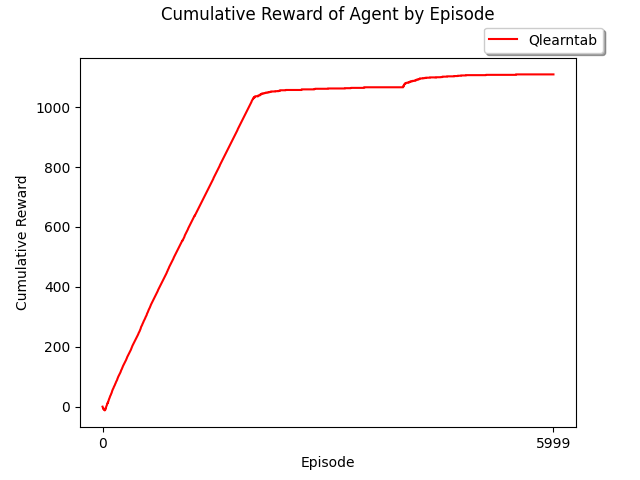 Cumulative Reward of Agent by Episode
Qlearntab
1000
800
600
400
200
0
Cumulative Reward
0
5999
Episode